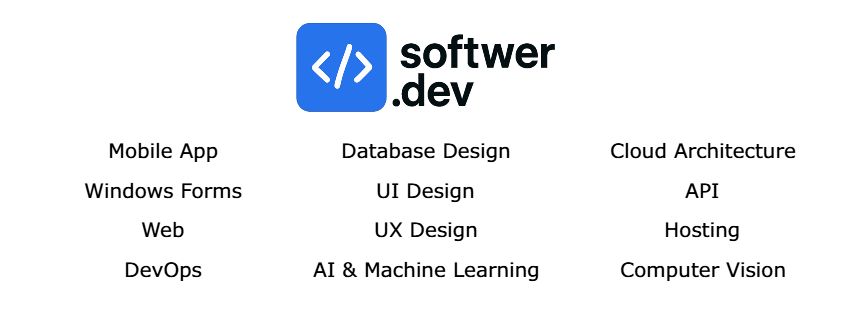 </>
softwer
.dev
Mobile App
Database Design
Cloud Architecture
Windows Forms
UI Design
API
Web
UX Design
Hosting
DevOps
AI & Machine Learning
Computer Vision